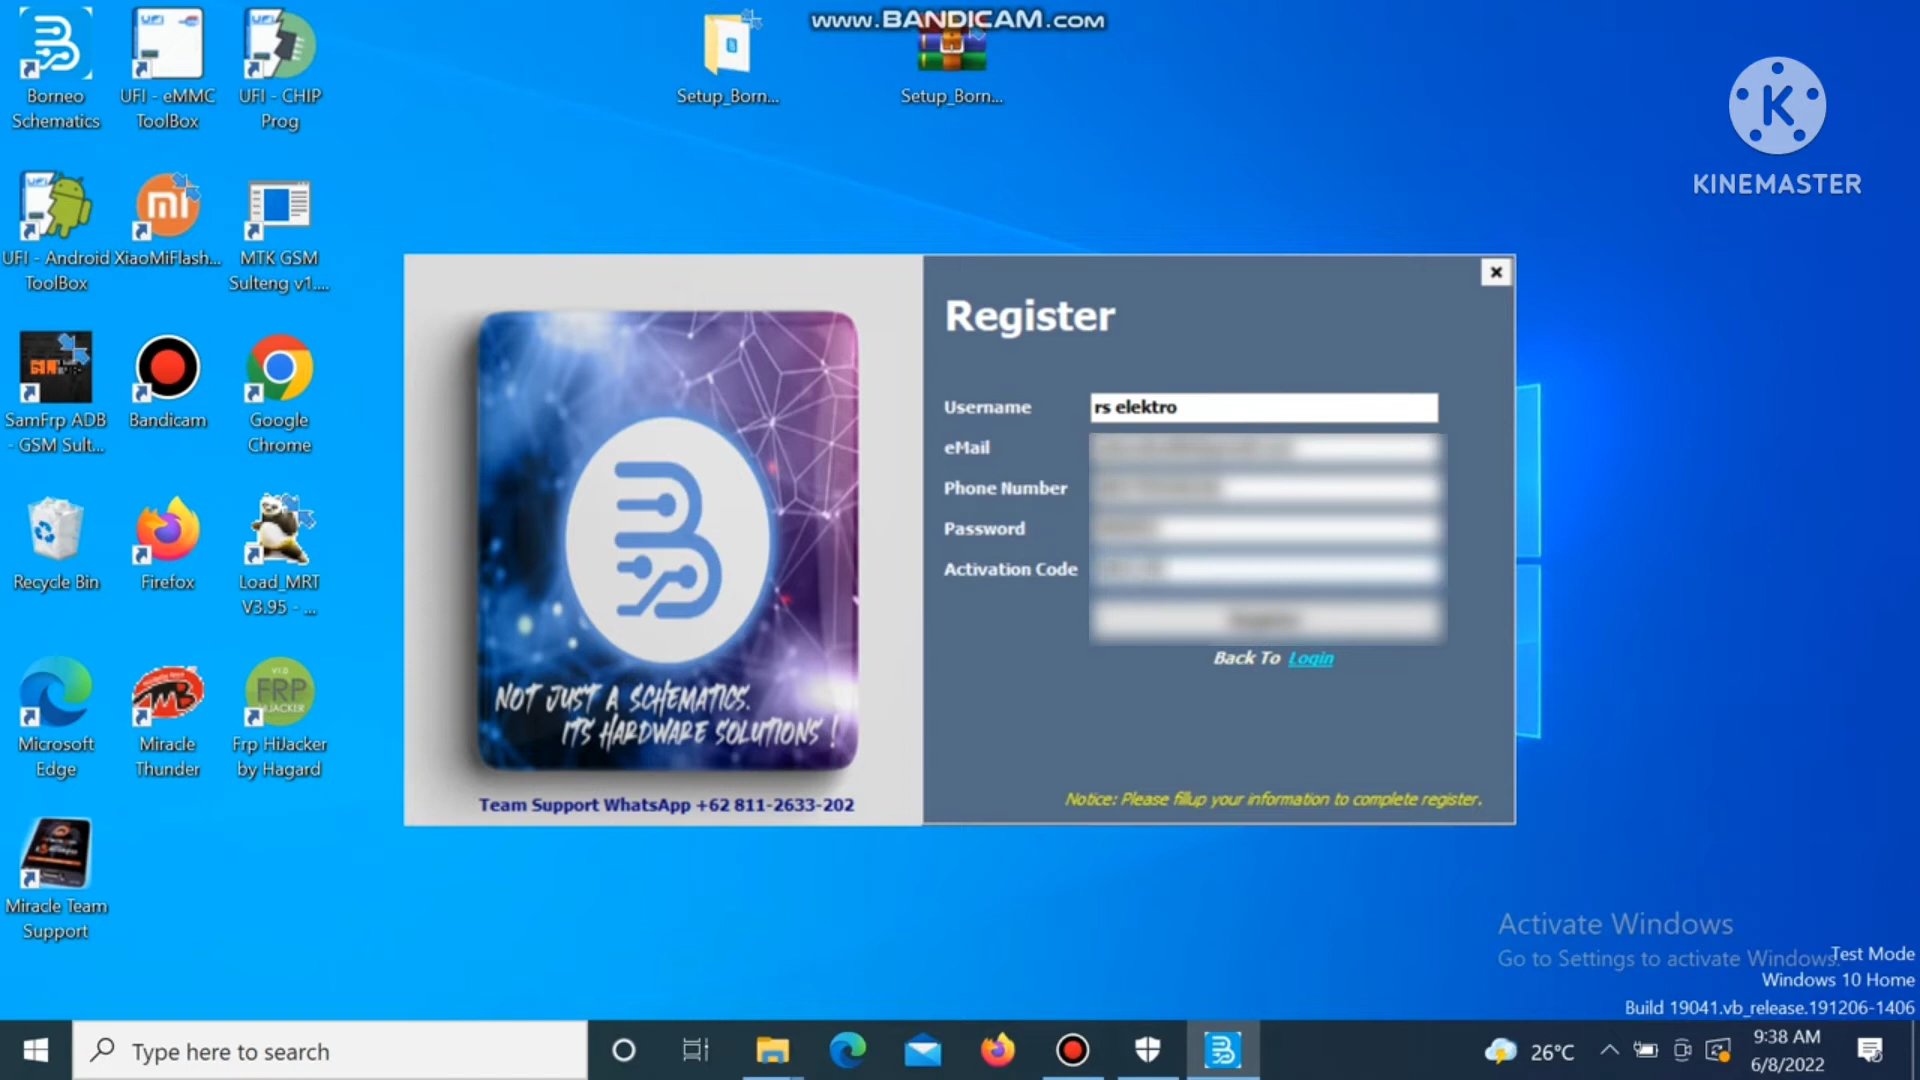 www.BANDICAM.com
Borneo
Schematics
UFI - eMMC
ToolBox
UFI - CHIP
Prog
Setup_Born...
Setup_Born...
KINEMASTER
UFI - Android
ToolBox
XiaoMiFlash...
MTK GSM
Sulteng v1....
SamFrp ADB
- GSM Sult...
Bandicam
Google
Chrome
Recycle Bin
Firefox
Load_MRT
V3.95 - ...
Microsoft
Edge
Miracle
Thunder
FRP
HIJACKER
Frp HiJacker
by Hagard
Miracle Team
Support
NOT JUST A SCHEMATICS.
ITS HARDWARE SOLUTIONS !
Team Support WhatsApp +62 811-2633-202
Register
Username
rs elektro
eMail
Phone Number
Password
Activation Code
Back To Login
Notice: Please fillup your information to complete register.
Activate Windows
Go to Settings to activate Windows.
Test Mode
Windows 10 Home
Build 19041.vb_release.191206-1406
Type here to search
26°C
9:38 AM
6/8/2022